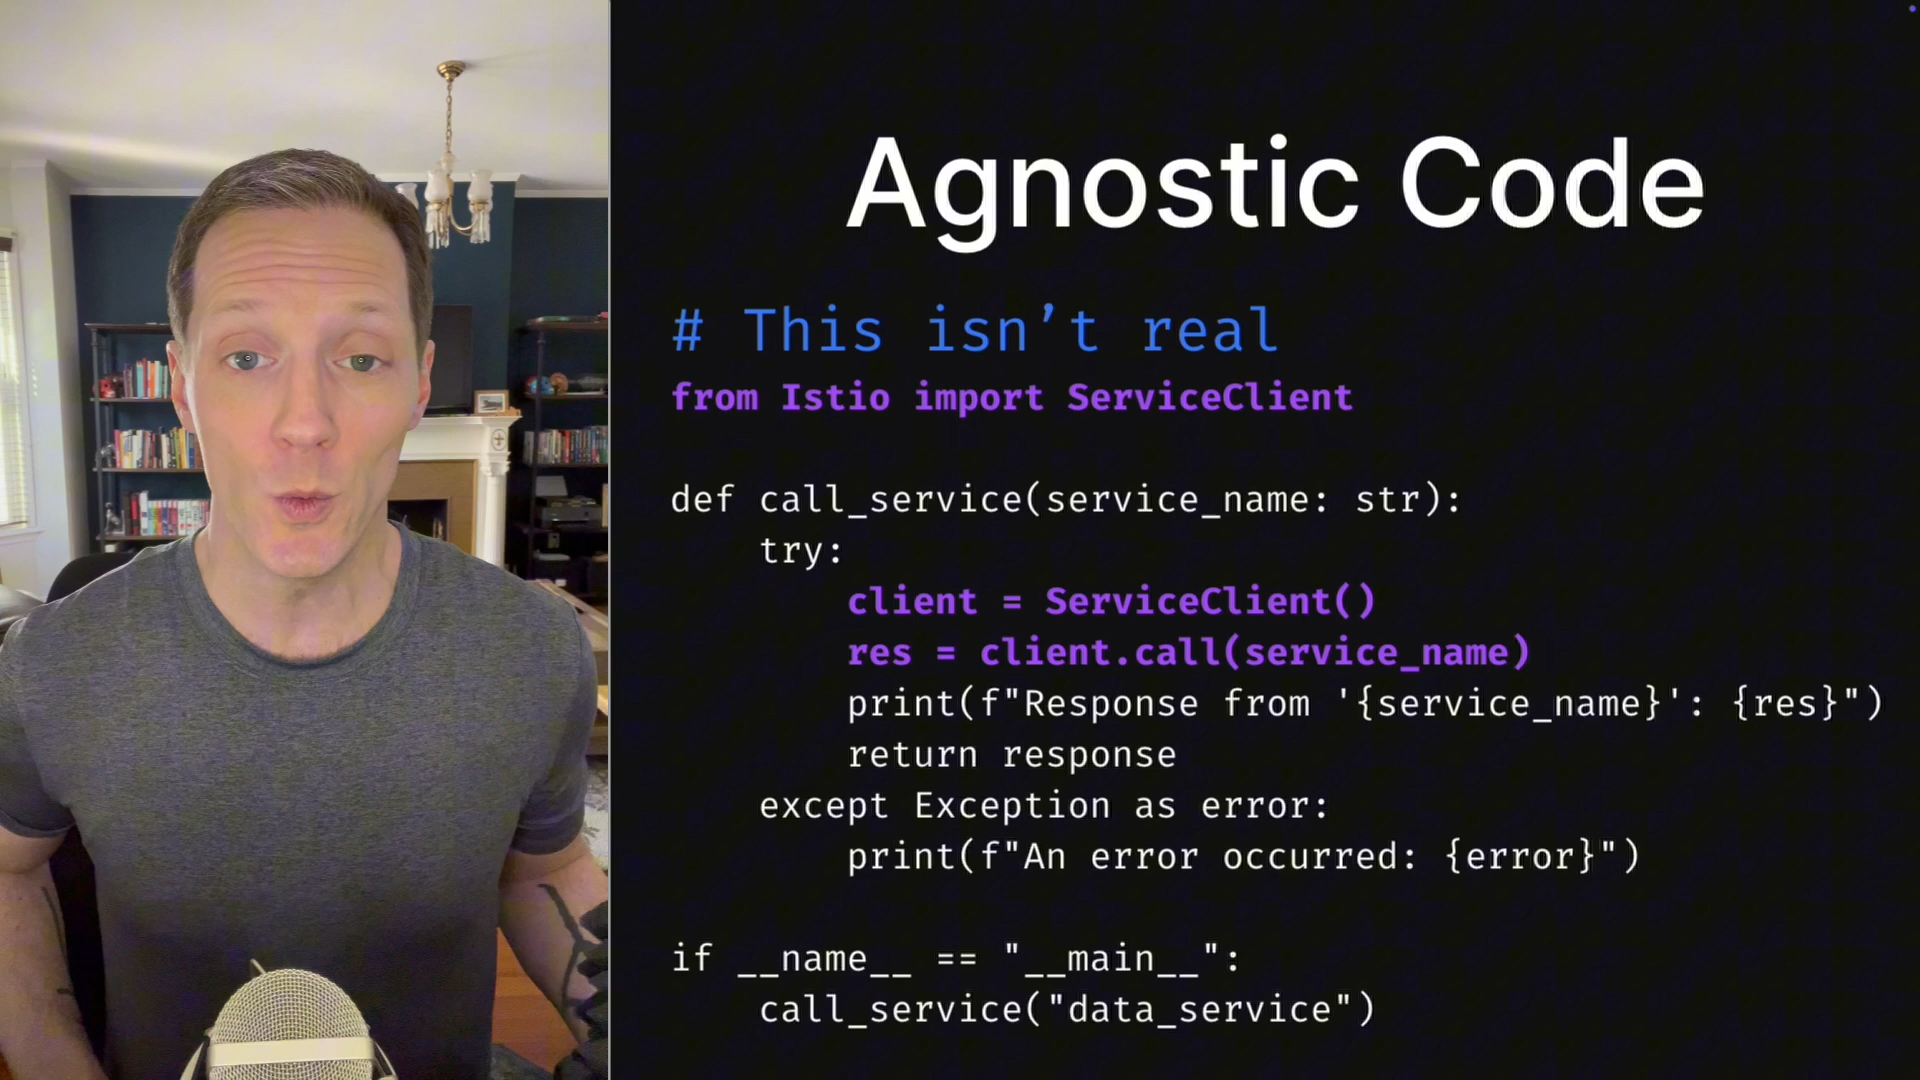 Agnostic Code
# This isn’t real
from Istio import ServiceClient
def call_service(service_name: str):
try:
client = ServiceClient()
res = client.call(service_name)
print(f"Response from '{service_name}': {res}")
return response
except Exception as error:
print(f"An error occurred: {error}")
if __name__ == "__main__":
call_service("data_service")